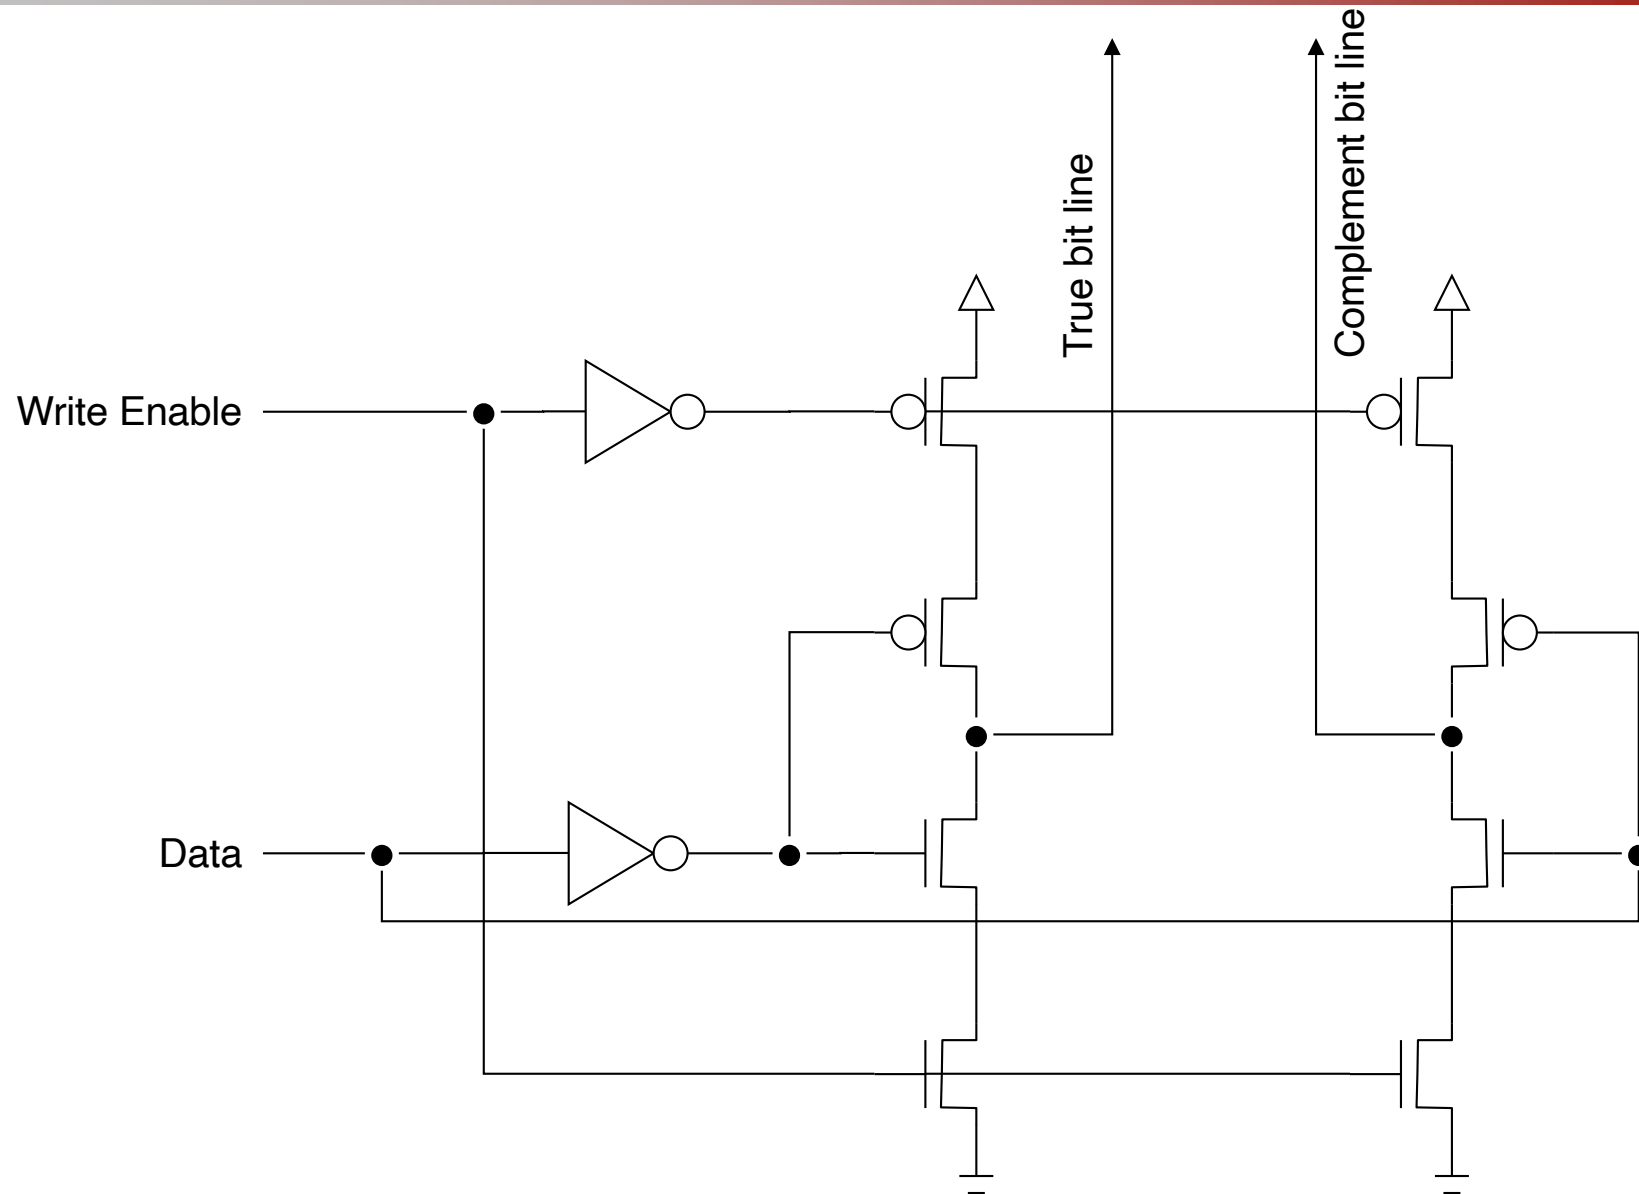 Complement bit line
True bit line
Write Enable
Data